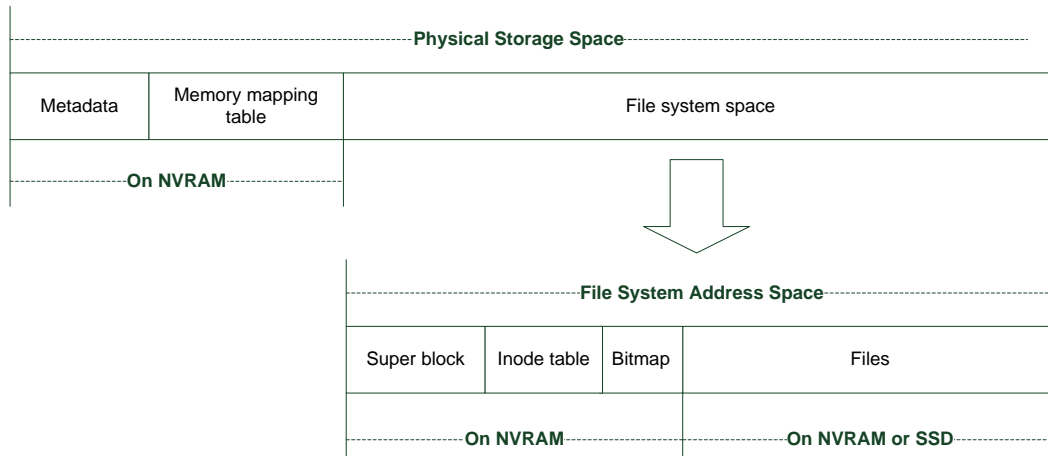 Physical Storage Space
Metadata
Memory mapping
table
File system space
On NVRAM
File System Address Space
Super block
Inode table
Bitmap
Files
On NVRAM
On NVRAM or SSD